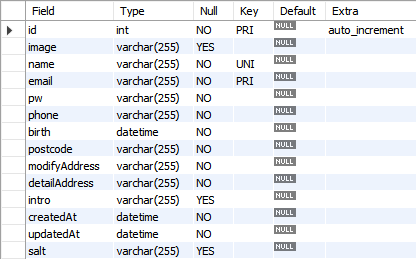 Field Type Null Key Default Extra
id int NO PRI NULL auto_increment
image varchar(255) YES NULL
name varchar(255) NO UNI NULL
email varchar(255) NO PRI NULL
pw varchar(255) NO NULL
phone varchar(255) NO NULL
birth datetime NO NULL
postcode varchar(255) NO NULL
modifyAddress varchar(255) NO NULL
detailAddress varchar(255) NO NULL
intro varchar(255) YES NULL
createdAt datetime NO NULL
updatedAt datetime NO NULL
salt varchar(255) YES NULL